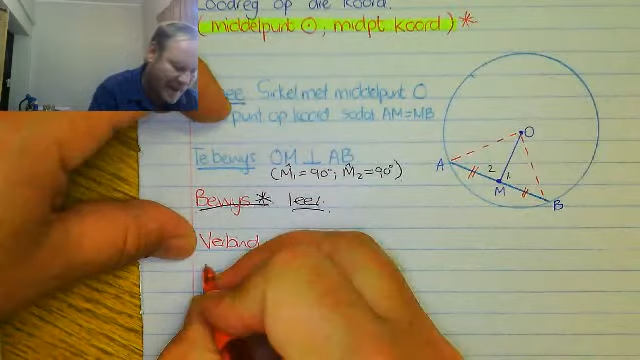 Loodreg op die koord.
(middelpunt ⊙, midpt koord) *
Sirkel met middelpunt O
punt op koord sodat AM=MB
Te bewys OM ⊥ AB
(M̂₁=90°; M̂₂=90°)
Bewys * leer.
Verbind
O
A
2
1
M
B